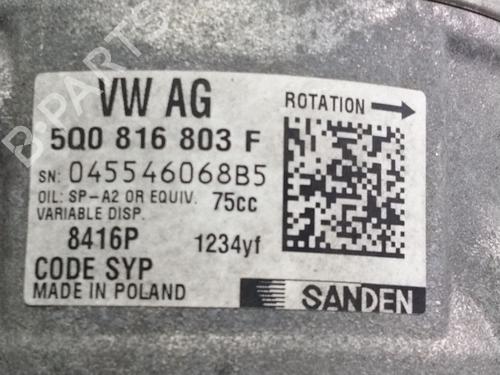 VW AG
ROTATION
5Q0 816 803 F
SN: 045546068B5
OIL: SP-A2 OR EQUIV. 75cc
VARIABLE DISP.
8416P 1234yf
CODE SYP
MADE IN POLAND
SANDEN
B-PARTS